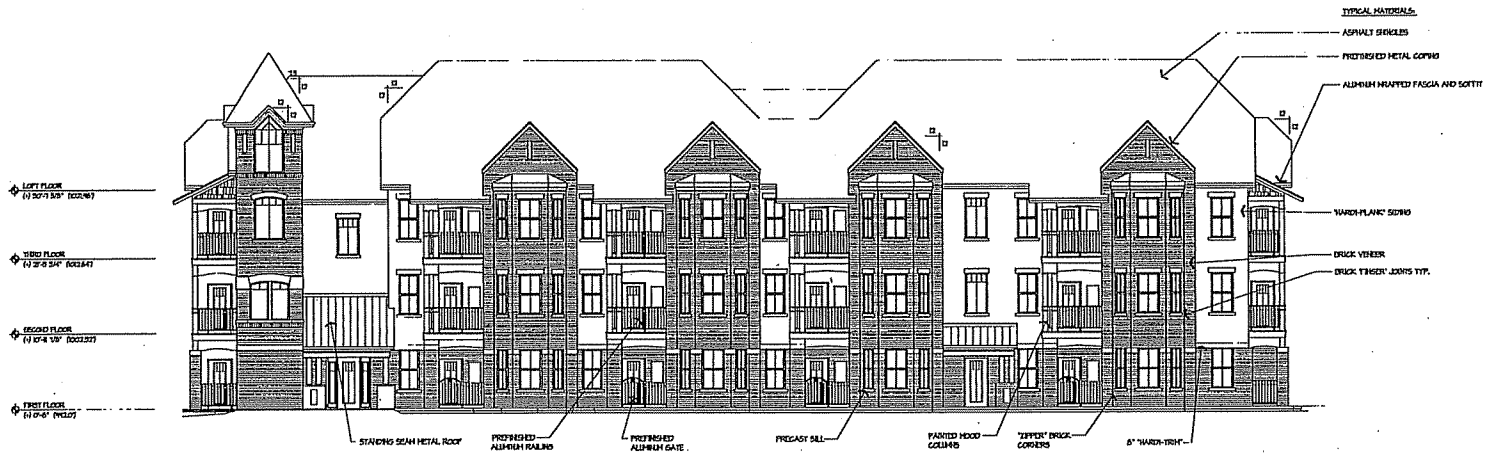 TYPICAL MATERIALS:
ASPHALT SHINGLES
PREFINISHED METAL COPING
ALUMINUM WRAPPED FASCIA AND SOFFIT
LOFT FLOOR
THIRD FLOOR
SECOND FLOOR
FIRST FLOOR
"HARDI-PLANK" SIDING
BRICK VENEER
BRICK "FINGER" JOINTS TYP.
STANDING SEAM METAL ROOF
PREFINISHED
ALUMINUM RAILING
PREFINISHED
ALUMINUM GATE
PRECAST SILL
PAINTED WOOD
COLUMNS
"ZIPPER" BRICK
CORNERS
"HARDI-TRIM"